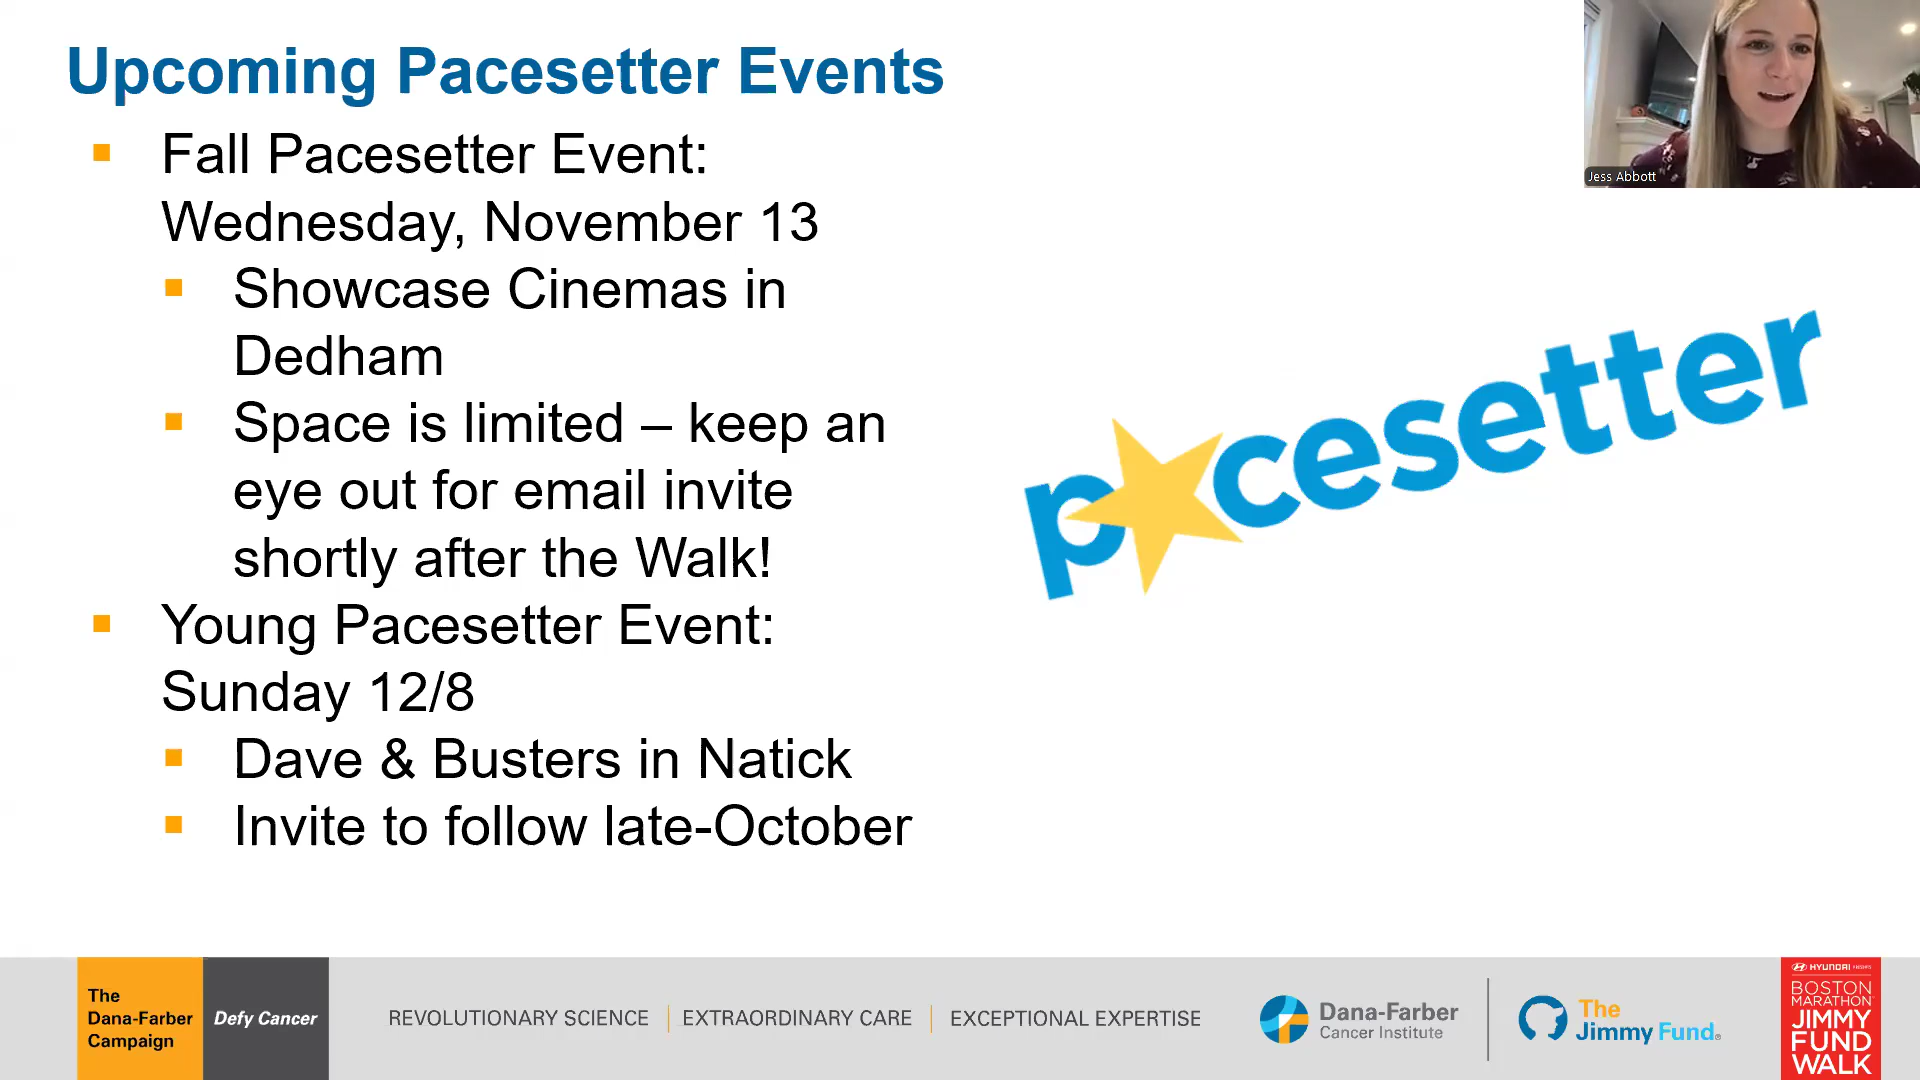 Upcoming Pacesetter Events
Fall Pacesetter Event:
Wednesday, November 13
Showcase Cinemas in
Dedham
Space is limited – keep an
eye out for email invite
shortly after the Walk!
Young Pacesetter Event:
Sunday 12/8
Dave & Busters in Natick
Invite to follow late-October
Jess Abbott
pacesetter
The
Dana-Farber
Campaign
Defy Cancer
REVOLUTIONARY SCIENCE
EXTRAORDINARY CARE
EXCEPTIONAL EXPERTISE
Dana-Farber
Cancer Institute
The
Jimmy Fund®
HYUNDAI PRESENTS
BOSTON
MARATHON
JIMMY
FUND
WALK